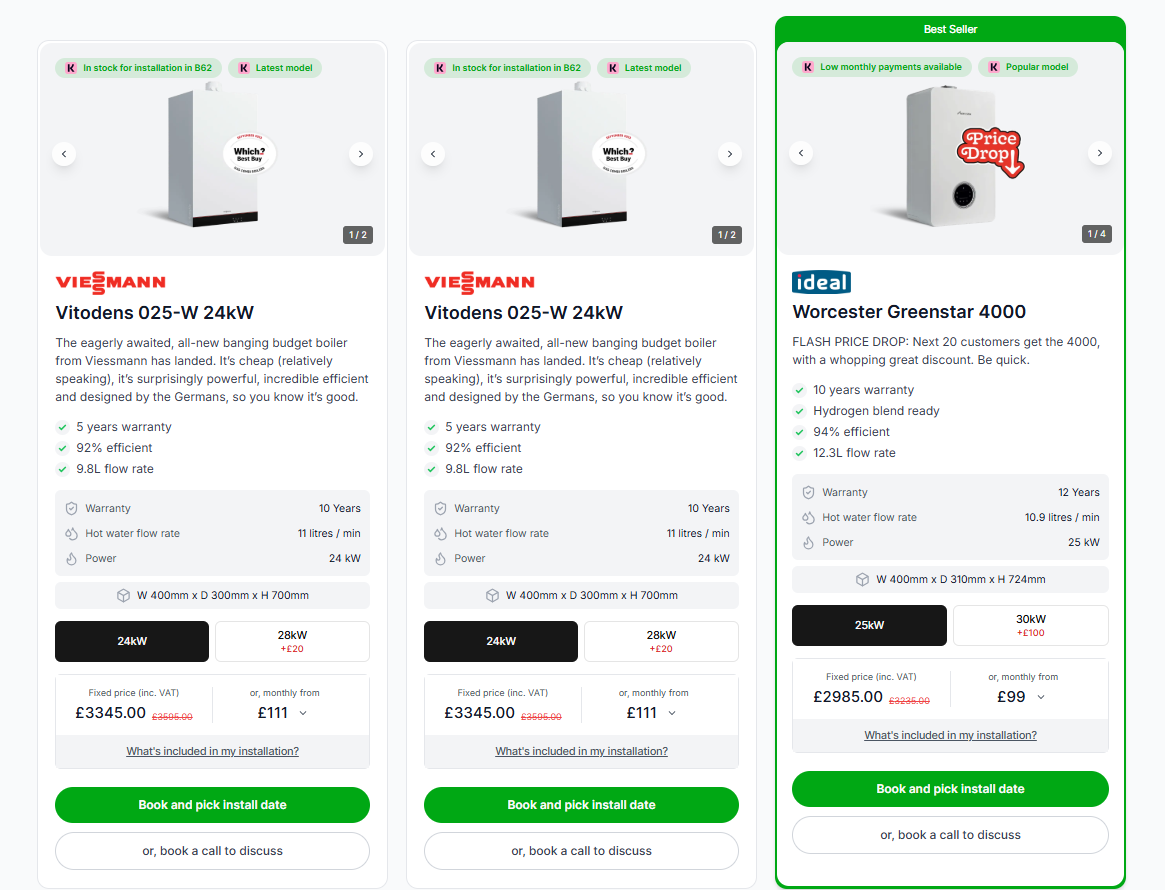 K In stock for installation in B62
K Latest model
Which?
Best Buy
1 / 2
VIESSMANN
Vitodens 025-W 24kW
The eagerly awaited, all-new banging budget boiler
from Viessmann has landed. It's cheap (relatively
speaking), it's surprisingly powerful, incredible efficient
and designed by the Germans, so you know it's good.
5 years warranty
92% efficient
9.8L flow rate
Warranty 10 Years
Hot water flow rate 11 litres / min
Power 24 kW
W 400mm x D 300mm x H 700mm
24kW
28kW
+£20
Fixed price (inc. VAT)
£3345.00 £3595.00
or, monthly from
£111
What's included in my installation?
Book and pick install date
or, book a call to discuss
K In stock for installation in B62
K Latest model
Which?
Best Buy
1 / 2
VIESSMANN
Vitodens 025-W 24kW
The eagerly awaited, all-new banging budget boiler
from Viessmann has landed. It's cheap (relatively
speaking), it's surprisingly powerful, incredible efficient
and designed by the Germans, so you know it's good.
5 years warranty
92% efficient
9.8L flow rate
Warranty 10 Years
Hot water flow rate 11 litres / min
Power 24 kW
W 400mm x D 300mm x H 700mm
24kW
28kW
+£20
Fixed price (inc. VAT)
£3345.00 £3595.00
or, monthly from
£111
What's included in my installation?
Book and pick install date
or, book a call to discuss
Best Seller
K Low monthly payments available
K Popular model
Price
Drop!
1 / 4
ideal
Worcester Greenstar 4000
FLASH PRICE DROP: Next 20 customers get the 4000,
with a whopping great discount. Be quick.
10 years warranty
Hydrogen blend ready
94% efficient
12.3L flow rate
Warranty 12 Years
Hot water flow rate 10.9 litres / min
Power 25 kW
W 400mm x D 310mm x H 724mm
25kW
30kW
+£100
Fixed price (inc. VAT)
£2985.00 £3235.00
or, monthly from
£99
What's included in my installation?
Book and pick install date
or, book a call to discuss